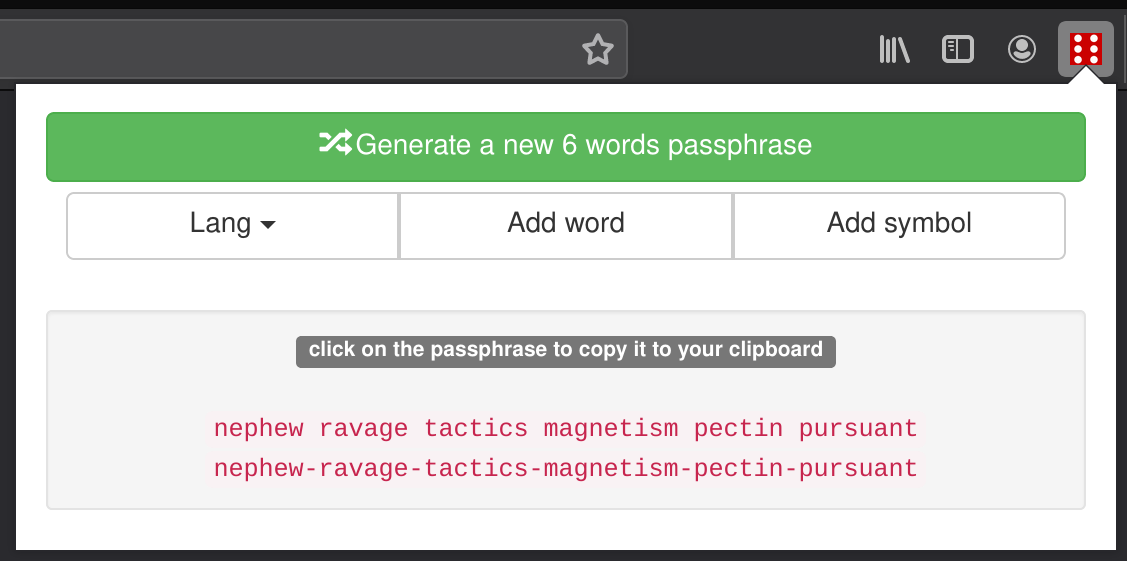 Generate a new 6 words passphrase
Lang
Add word
Add symbol
click on the passphrase to copy it to your clipboard
nephew ravage tactics magnetism pectin pursuant
nephew-ravage-tactics-magnetism-pectin-pursuant